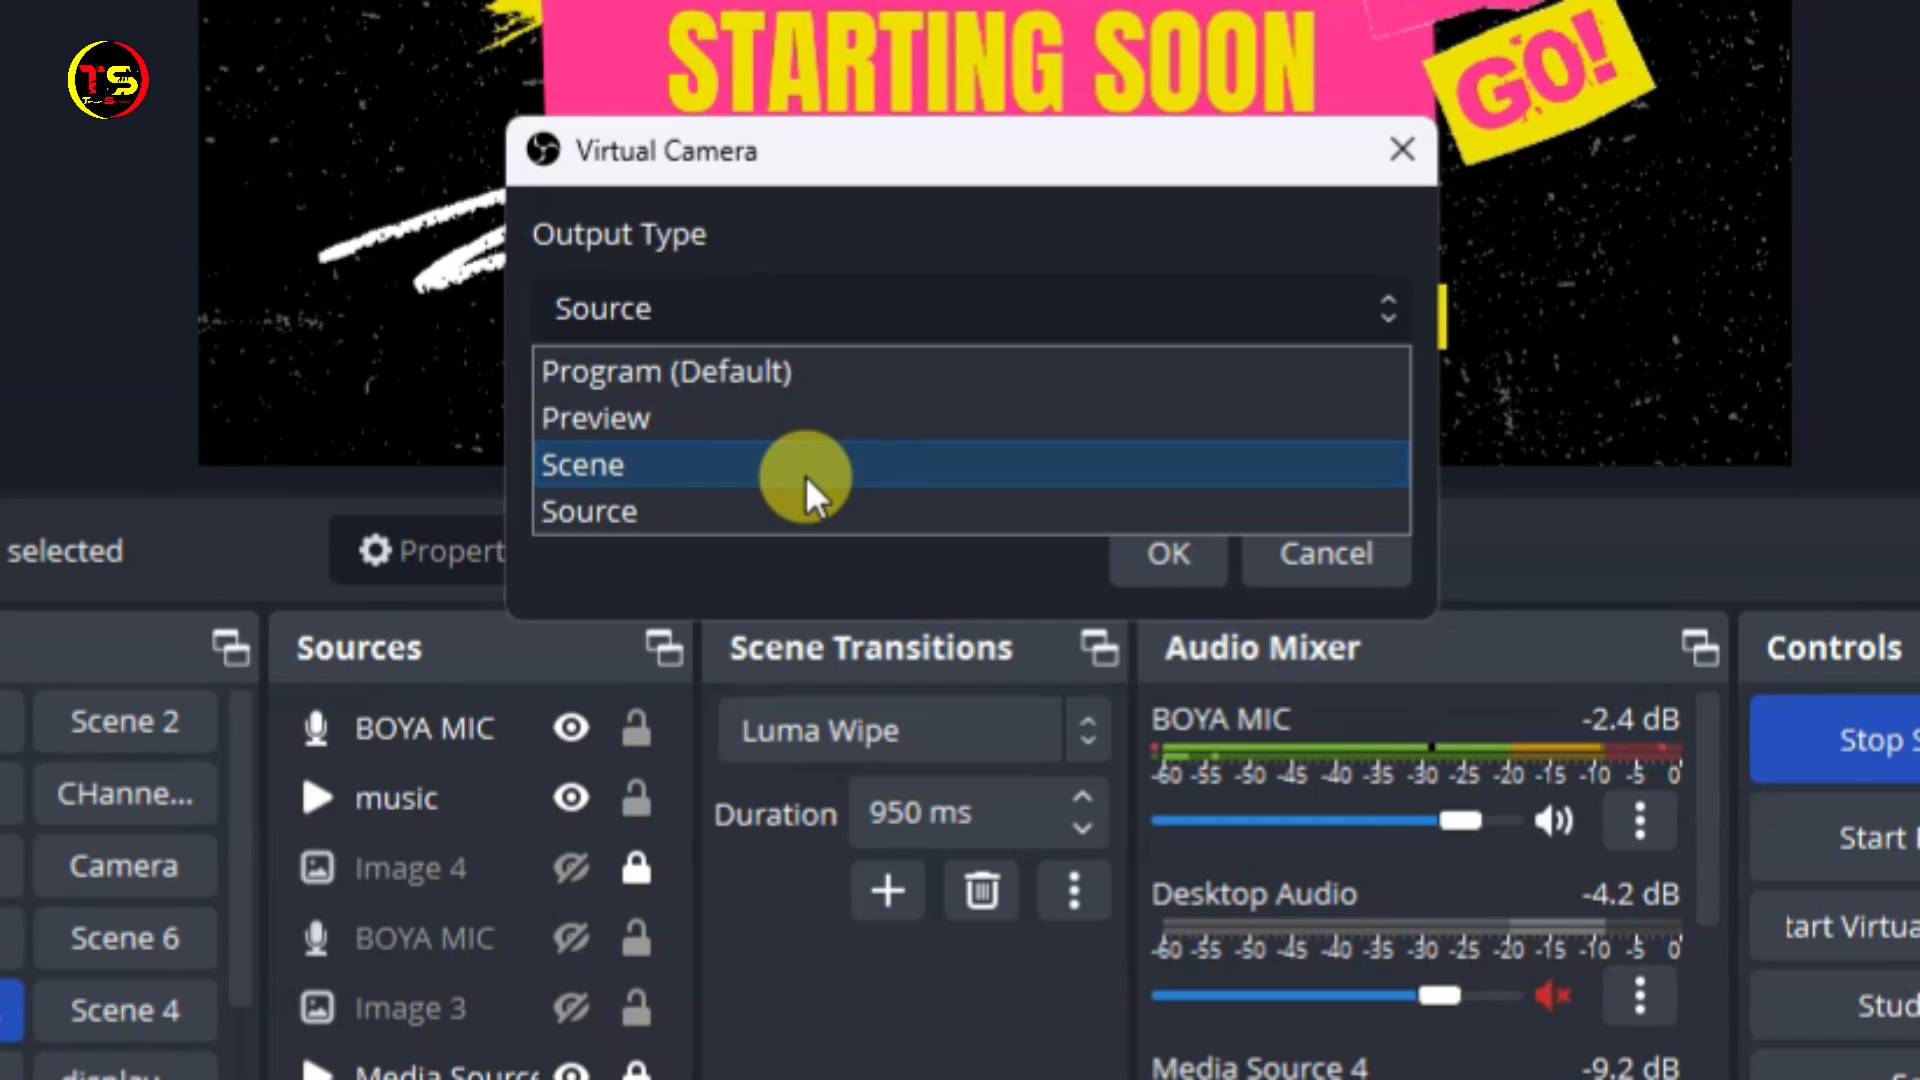 STARTING SOON
GO!
TS
Virtual Camera
Output Type
Source
Program (Default)
Preview
Scene
Source
OK
Cancel
selected
Propert
Sources
Scene Transitions
Audio Mixer
Controls
Scene 2
CHanne...
Camera
Scene 6
Scene 4
display
BOYA MIC
music
Image 4
BOYA MIC
Image 3
Media Source
Luma Wipe
Duration
950 ms
BOYA MIC
-2.4 dB
-60 -55 -50 -45 -40 -35 -30 -25 -20 -15 -10 -5 0
Desktop Audio
-4.2 dB
-60 -55 -50 -45 -40 -35 -30 -25 -20 -15 -10 -5 0
Media Source 4
-9.2 dB
Stop S
Start
tart Virtua
Stud